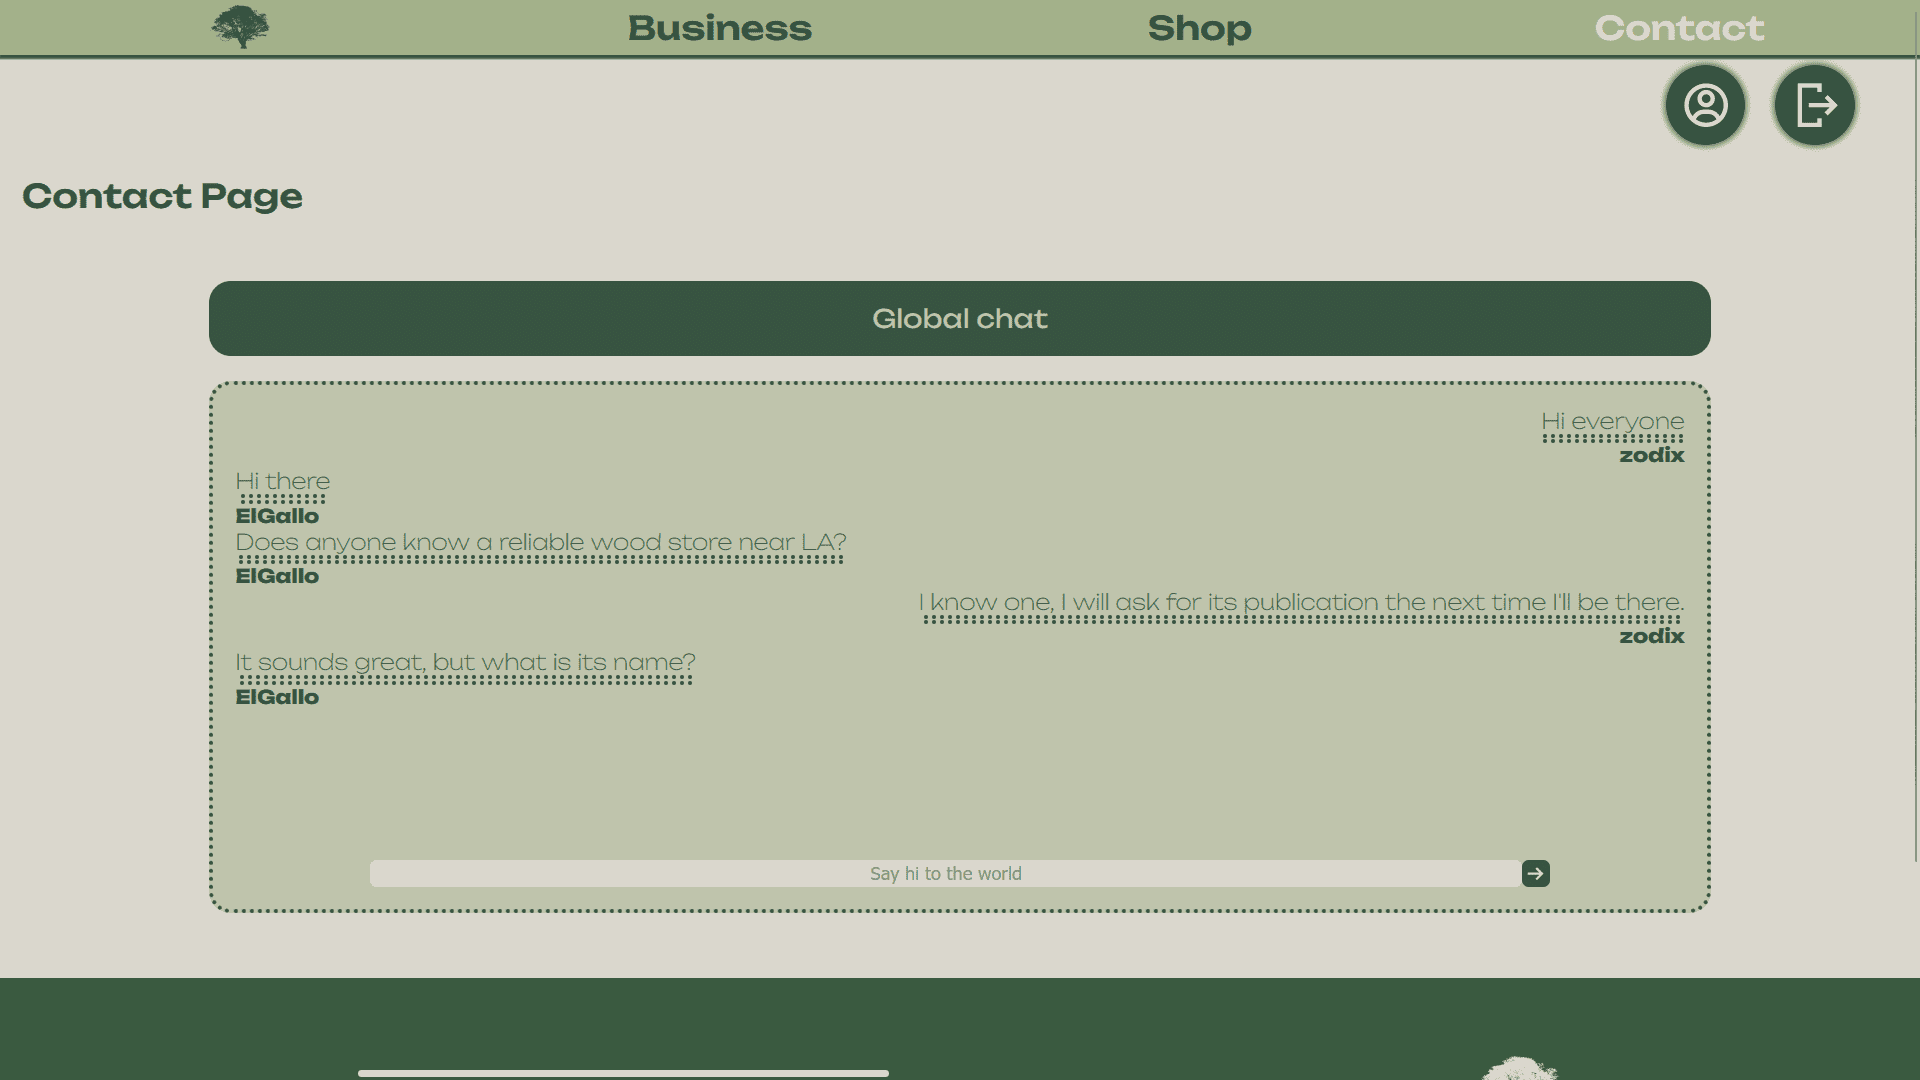 Business
Shop
Contact
Contact Page
Global chat
Hi everyone
zodix
Hi there
ElGallo
Does anyone know a reliable wood store near LA?
ElGallo
I know one, I will ask for its publication the next time I'll be there.
zodix
It sounds great, but what is its name?
ElGallo
Say hi to the world